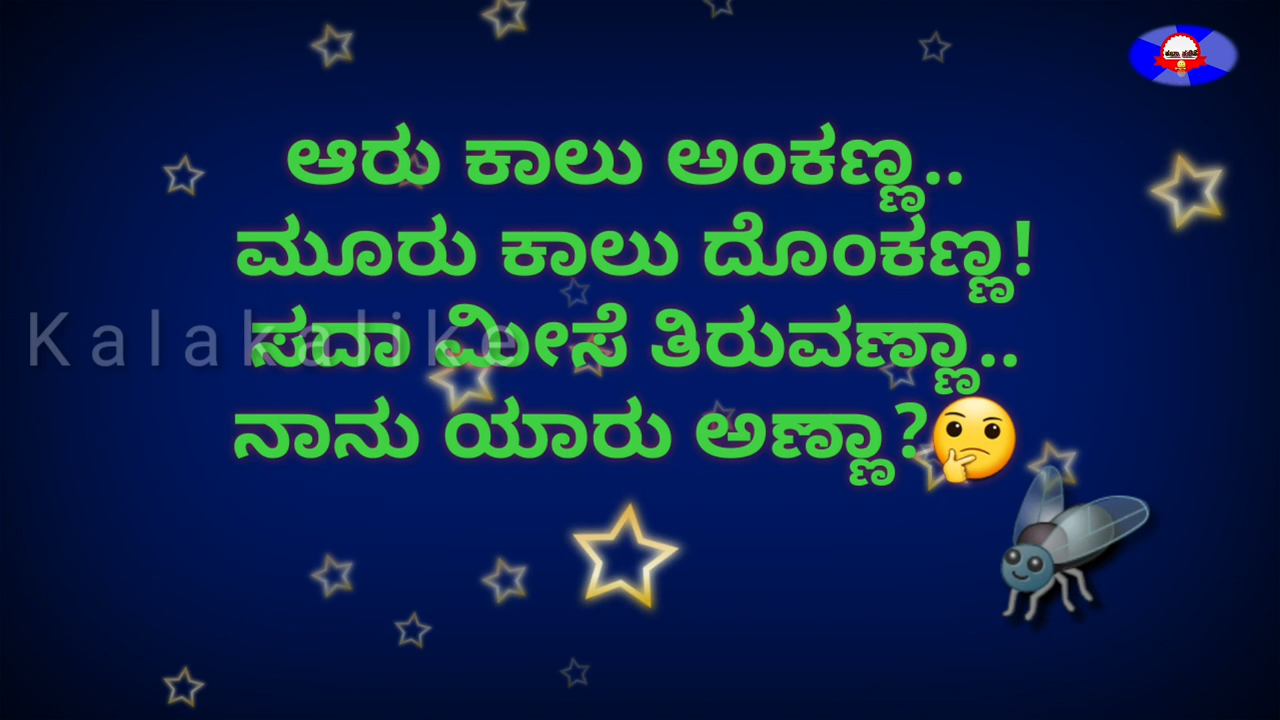 ಆರು ಕಾಲು ಅಂಕಣ್ಣ..
ಮೂರು ಕಾಲು ದೊಂಕಣ್ಣ!
ಸದಾ ಮೀಸೆ ತಿರುವಣ್ಣಾ..
ನಾನು ಯಾರು ಅಣ್ಣಾ?🤔
Kalakalike